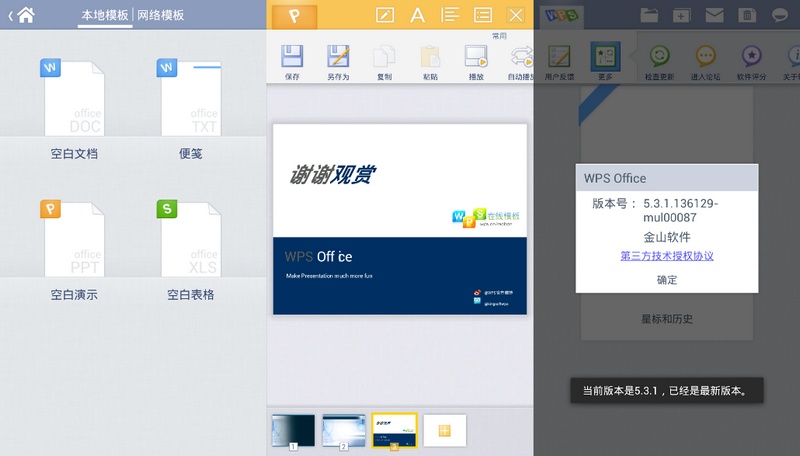 本地模板 网络模板
W
W
office
DOC
office
TXT
空白文档
便笺
P
S
office
PPT
office
XLS
空白演示
空白表格
P
A
常用
保存
另存为
复制
粘贴
播放
自动播放
谢谢观赏
W P S 在线模板
WPS Office
Make Presentation much more fun
1
2
3
WPS
用户反馈
更多
检查更新
进入论坛
软件评分
关于
WPS Office
版本号： 5.3.1.136129-
mul00087
金山软件
第三方技术授权协议
确定
星标和历史
当前版本是5.3.1，已经是最新版本。